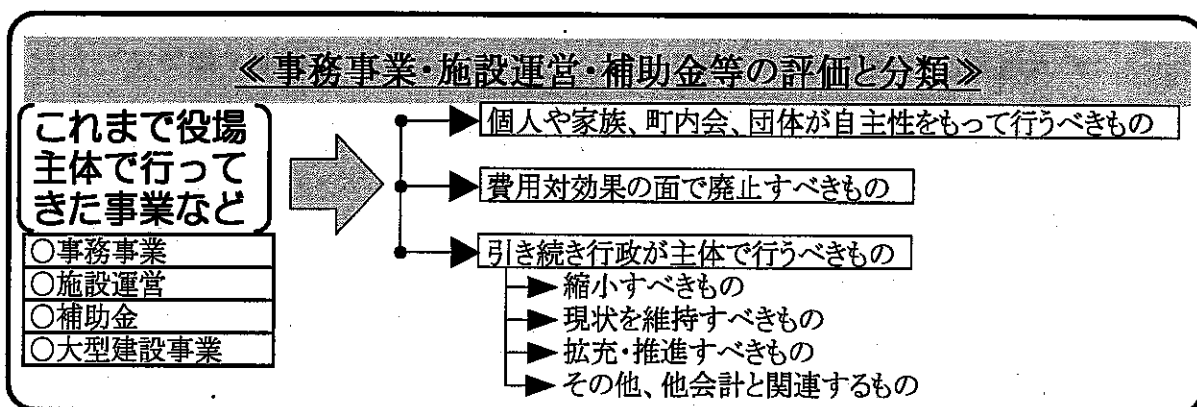 ≪事務事業・施設運営・補助金等の評価と分類≫
これまで役場
主体で行って
きた事業など
○事務事業
○施設運営
○補助金
○大型建設事業
個人や家族、町内会、団体が自主性をもって行うべきもの
費用対効果の面で廃止すべきもの
引き続き行政が主体で行うべきもの
縮小すべきもの
現状を維持すべきもの
拡充・推進すべきもの
その他、他会計と関連するもの